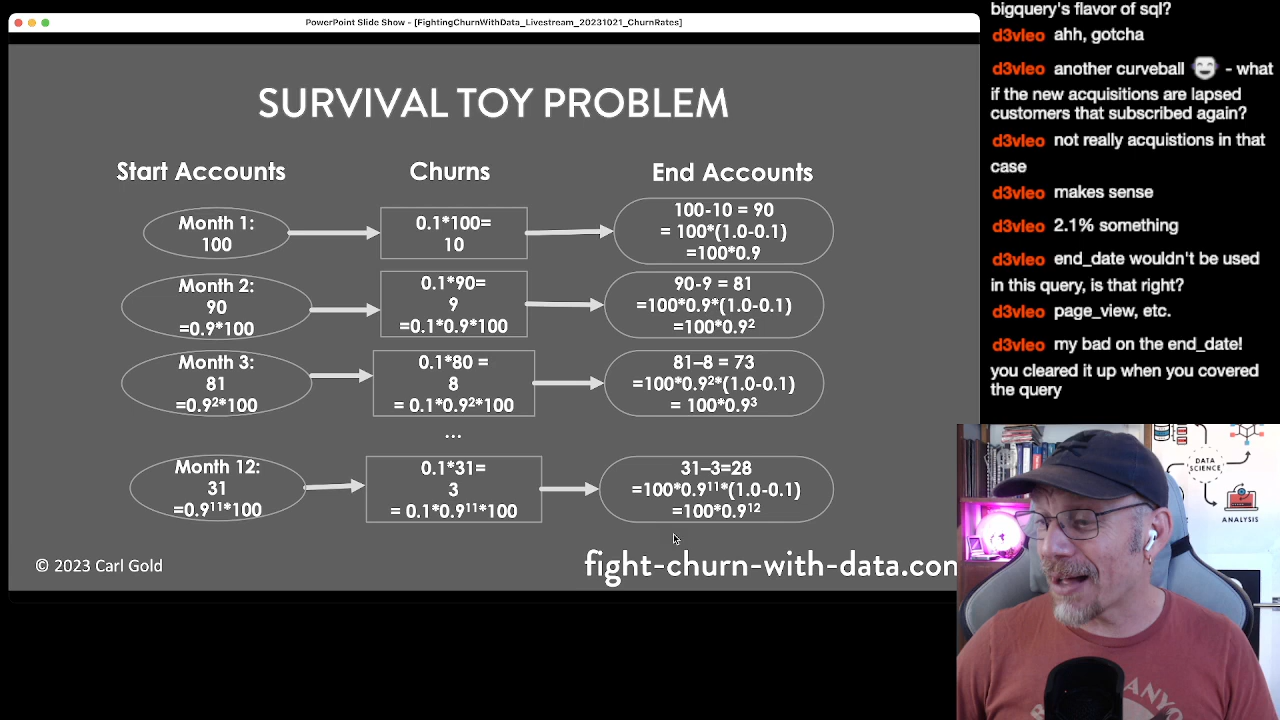 PowerPoint Slide Show - [FightingChurnWithData_Livestream_20231021_ChurnRates]
SURVIVAL TOY PROBLEM
Start Accounts
Churns
End Accounts
Month 1:
100
0.1*100=
10
100-10 = 90
= 100*(1.0-0.1)
=100*0.9
Month 2:
90
=0.9*100
0.1*90=
9
=0.1*0.9*100
90-9 = 81
=100*0.9*(1.0-0.1)
=100*0.9²
Month 3:
81
=0.9²*100
0.1*80 =
8
= 0.1*0.9²*100
81–8 = 73
=100*0.9²*(1.0-0.1)
= 100*0.9³
...
Month 12:
31
=0.9¹¹*100
0.1*31=
3
= 0.1*0.9¹¹*100
31–3=28
=100*0.9¹¹*(1.0-0.1)
=100*0.9¹²
© 2023 Carl Gold
fight-churn-with-data.com
bigquery's flavor of sql?
d3vleo ahh, gotcha
d3vleo another curveball - what
if the new acquisitions are lapsed
customers that subscribed again?
d3vleo not really acquistions in that
case
d3vleo makes sense
d3vleo 2.1% something
d3vleo end_date wouldn't be used
in this query, is that right?
d3vleo page_view, etc.
d3vleo my bad on the end_date!
you cleared it up when you covered
the query
DATA
SCIENCE
ANALYSIS